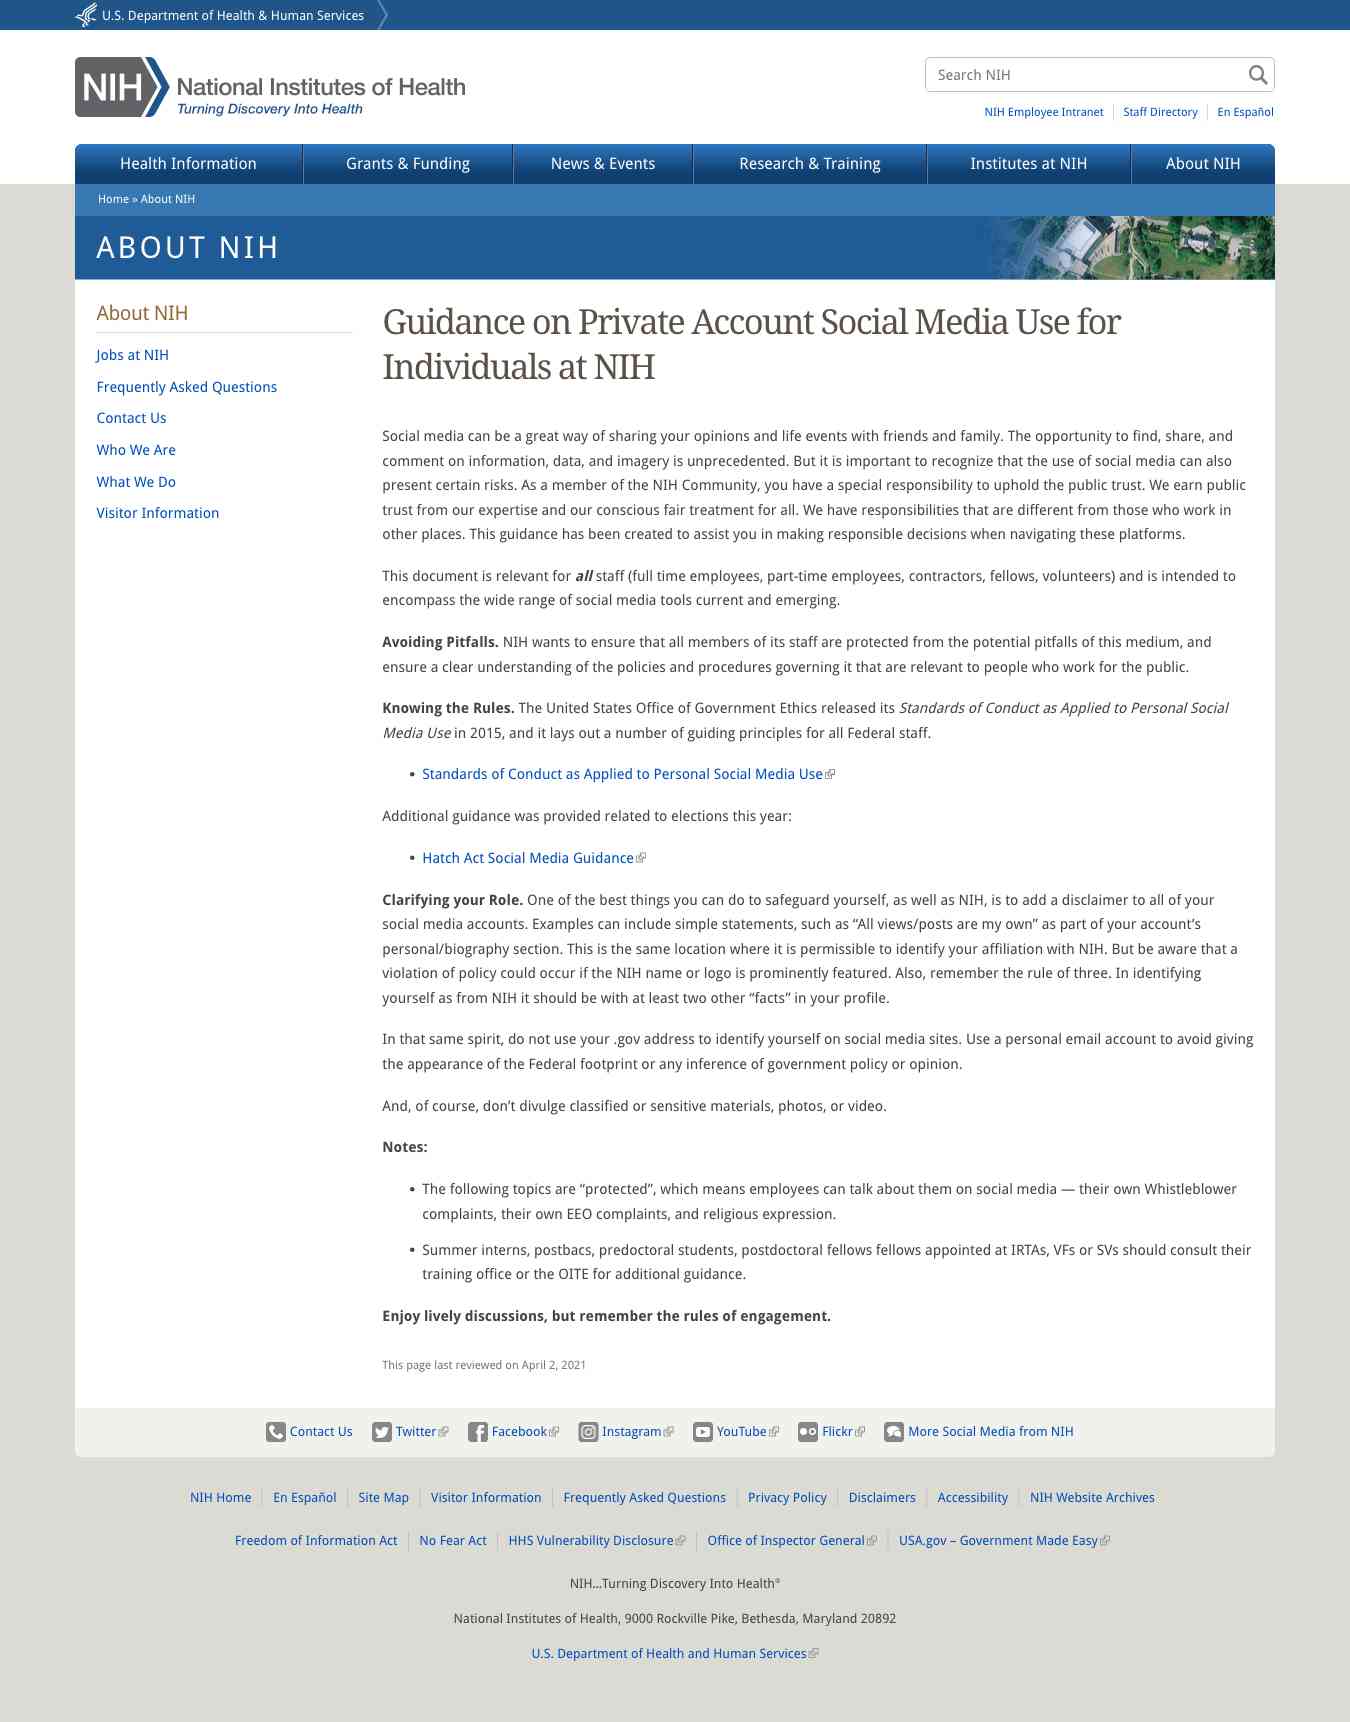 U.S. Department of Health & Human Services
NIH National Institutes of Health
Turning Discovery Into Health
Search NIH
NIH Employee Intranet Staff Directory En Español
Health Information Grants & Funding News & Events Research & Training Institutes at NIH About NIH
Home » About NIH
ABOUT NIH
About NIH
Jobs at NIH
Frequently Asked Questions
Contact Us
Who We Are
What We Do
Visitor Information
Guidance on Private Account Social Media Use for
Individuals at NIH
Social media can be a great way of sharing your opinions and life events with friends and family. The opportunity to find, share, and
comment on information, data, and imagery is unprecedented. But it is important to recognize that the use of social media can also
present certain risks. As a member of the NIH Community, you have a special responsibility to uphold the public trust. We earn public
trust from our expertise and our conscious fair treatment for all. We have responsibilities that are different from those who work in
other places. This guidance has been created to assist you in making responsible decisions when navigating these platforms.
This document is relevant for all staff (full time employees, part-time employees, contractors, fellows, volunteers) and is intended to
encompass the wide range of social media tools current and emerging.
Avoiding Pitfalls. NIH wants to ensure that all members of its staff are protected from the potential pitfalls of this medium, and
ensure a clear understanding of the policies and procedures governing it that are relevant to people who work for the public.
Knowing the Rules. The United States Office of Government Ethics released its Standards of Conduct as Applied to Personal Social
Media Use in 2015, and it lays out a number of guiding principles for all Federal staff.
• Standards of Conduct as Applied to Personal Social Media Use
Additional guidance was provided related to elections this year:
• Hatch Act Social Media Guidance
Clarifying your Role. One of the best things you can do to safeguard yourself, as well as NIH, is to add a disclaimer to all of your
social media accounts. Examples can include simple statements, such as “All views/posts are my own” as part of your account’s
personal/biography section. This is the same location where it is permissible to identify your affiliation with NIH. But be aware that a
violation of policy could occur if the NIH name or logo is prominently featured. Also, remember the rule of three. In identifying
yourself as from NIH it should be with at least two other “facts” in your profile.
In that same spirit, do not use your .gov address to identify yourself on social media sites. Use a personal email account to avoid giving
the appearance of the Federal footprint or any inference of government policy or opinion.
And, of course, don’t divulge classified or sensitive materials, photos, or video.
Notes:
• The following topics are “protected”, which means employees can talk about them on social media — their own Whistleblower
complaints, their own EEO complaints, and religious expression.
• Summer interns, postbacs, predoctoral students, postdoctoral fellows fellows appointed at IRTAs, VFs or SVs should consult their
training office or the OITE for additional guidance.
Enjoy lively discussions, but remember the rules of engagement.
This page last reviewed on April 2, 2021
Contact Us Twitter Facebook Instagram YouTube Flickr More Social Media from NIH
NIH Home En Español Site Map Visitor Information Frequently Asked Questions Privacy Policy Disclaimers Accessibility NIH Website Archives
Freedom of Information Act No Fear Act HHS Vulnerability Disclosure Office of Inspector General USA.gov – Government Made Easy
NIH…Turning Discovery Into Health®
National Institutes of Health, 9000 Rockville Pike, Bethesda, Maryland 20892
U.S. Department of Health and Human Services